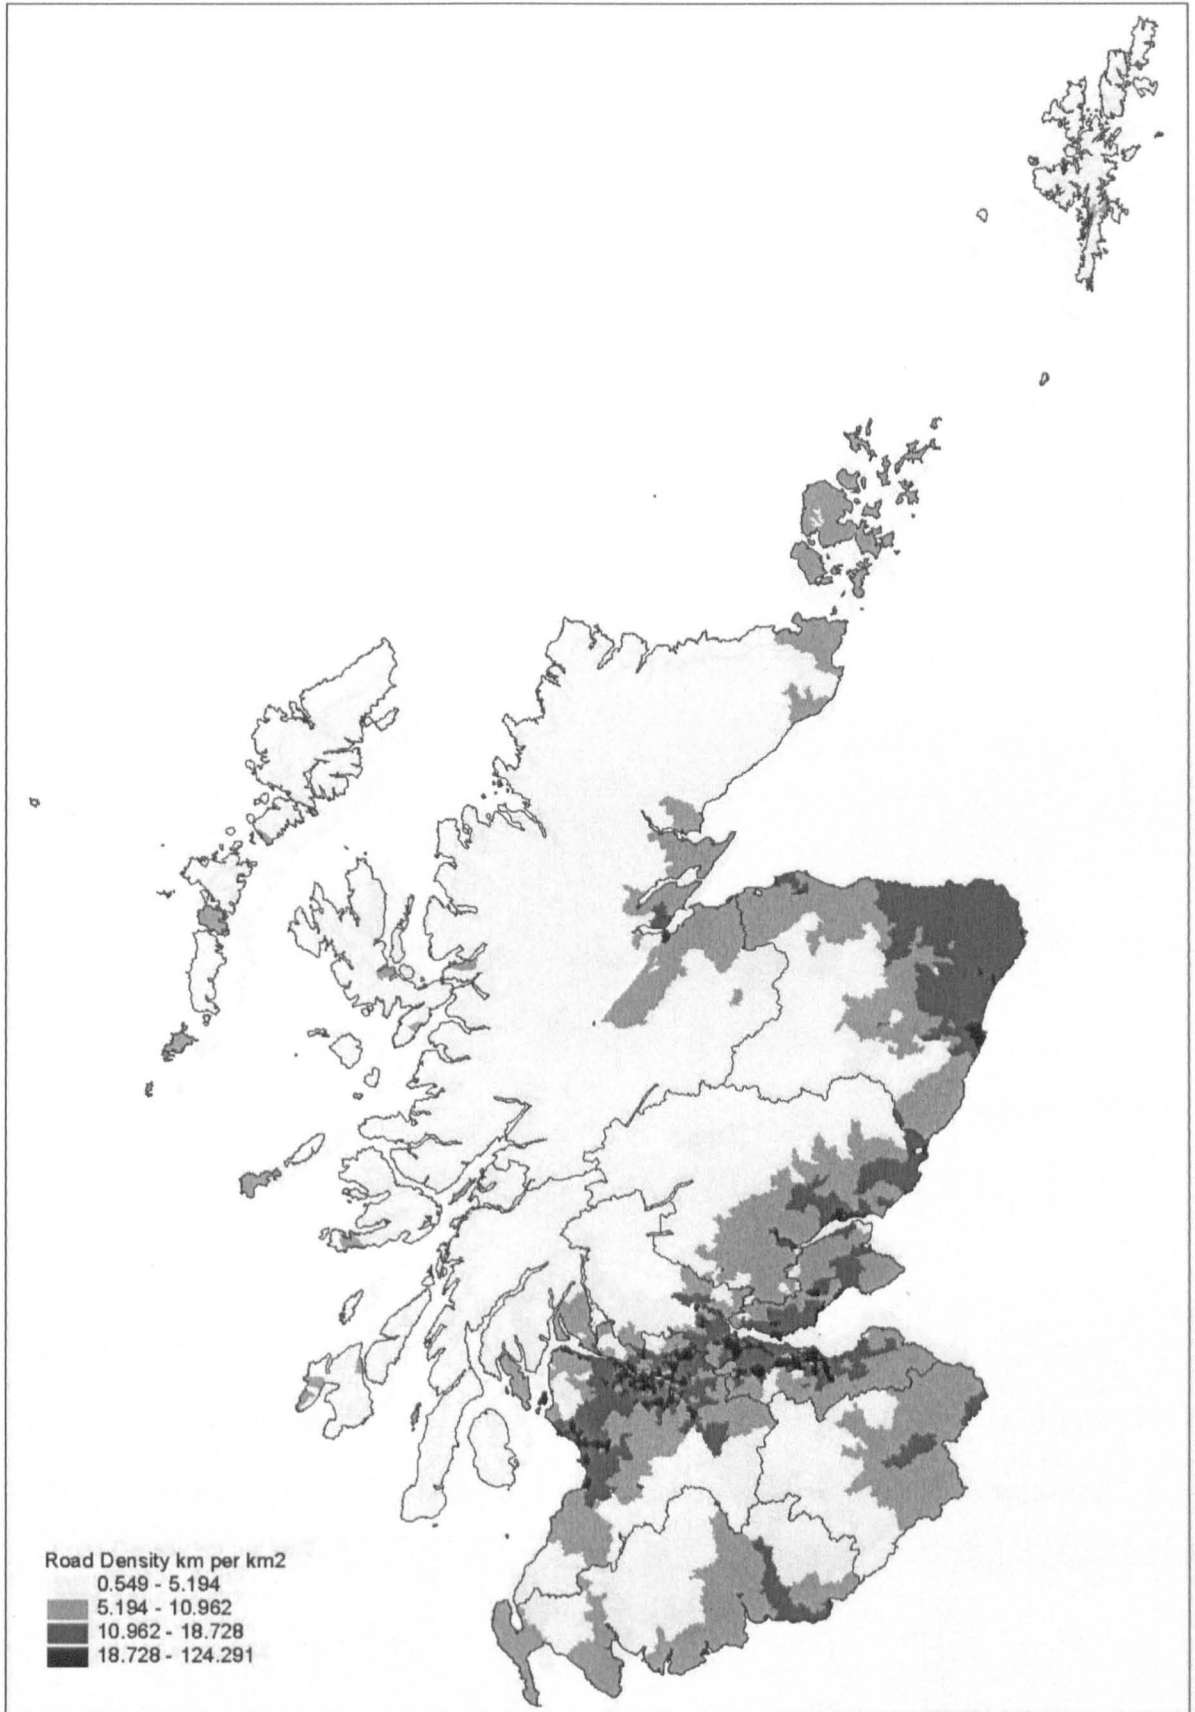 Road Density km per km2
0.549 - 5.194
5.194 - 10.962
10.962 - 18.728
18.728 - 124.291